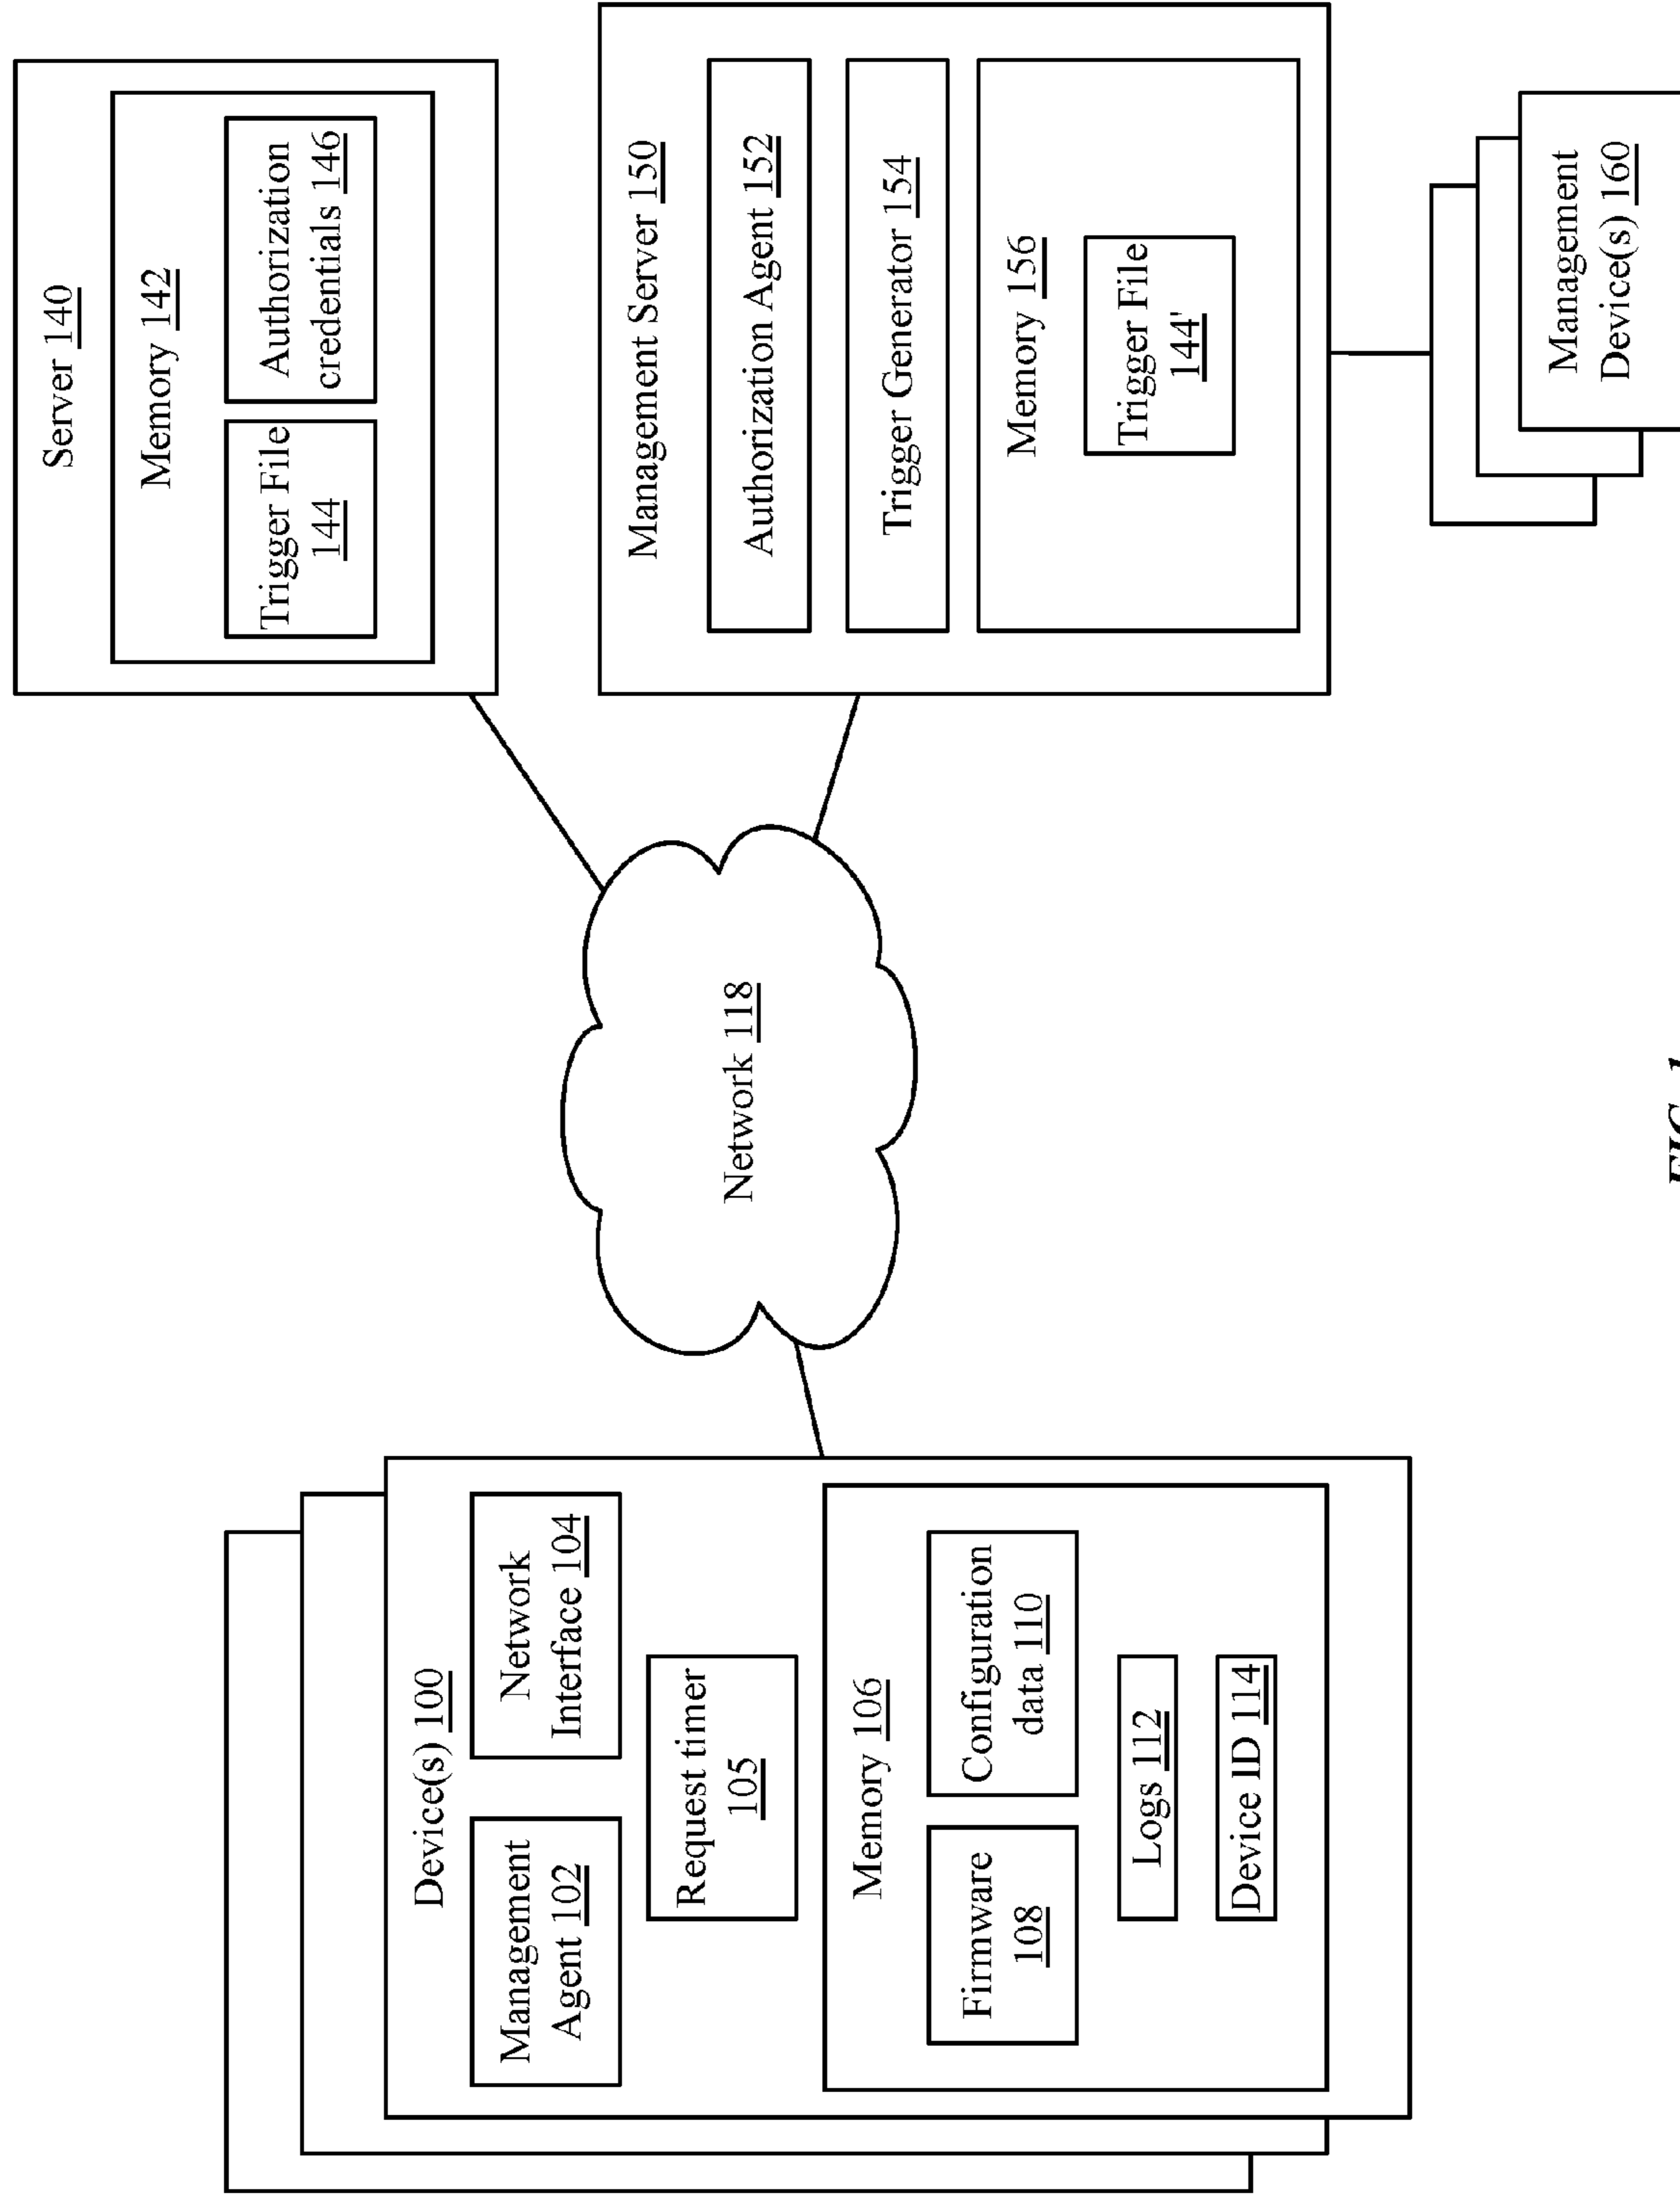 Device(s) 100
Management
Agent 102
Network
Interface 104
Request timer
105
Memory 106
Firmware
108
Configuration
data 110
Logs 112
Device ID 114
Network 118
Server 140
Memory 142
Trigger File
144
Authorization
credentials 146
Management Server 150
Authorization Agent 152
Trigger Generator 154
Memory 156
Trigger File
144'
Management
Device(s) 160
FIG. 1